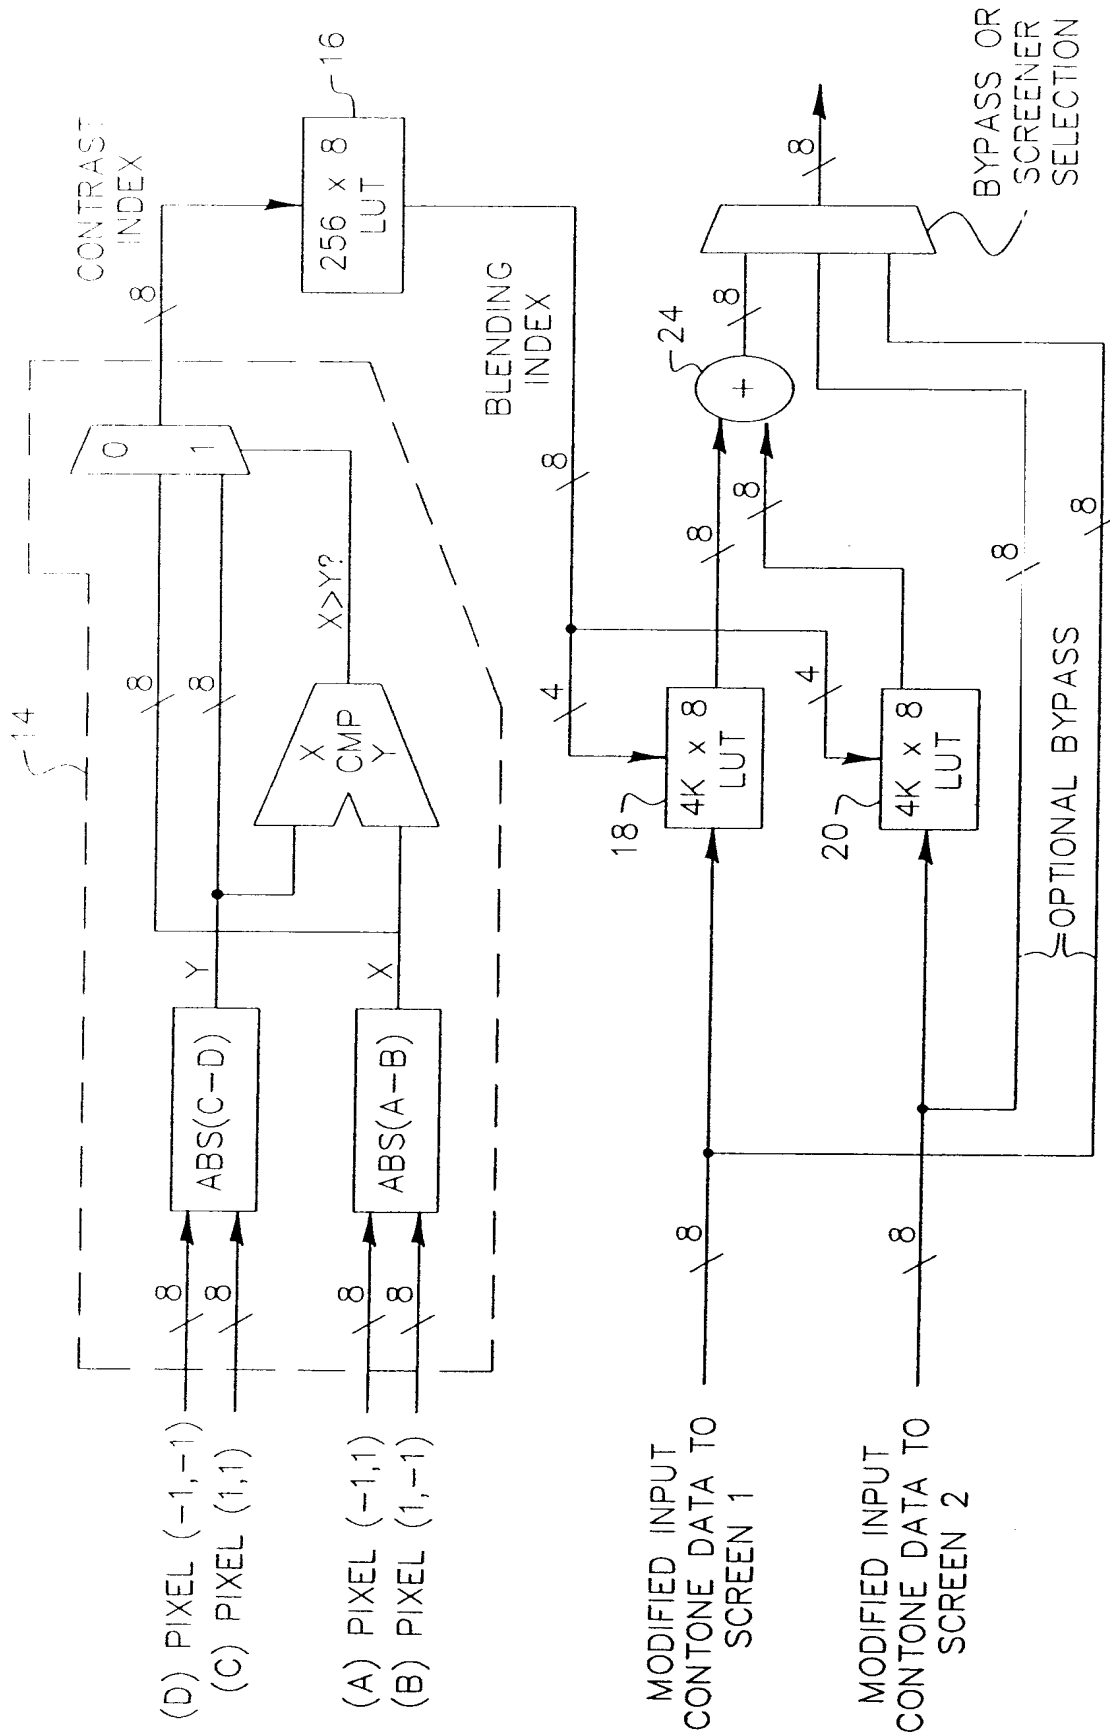 14
(D) PIXEL (-1,-1)
(C) PIXEL (1,1)
8
8
ABS(C-D)
Y
(A) PIXEL (-1,1)
(B) PIXEL (1,-1)
8
8
ABS(A-B)
X
8
8
X
CMP
Y
X>Y?
0
1
8
CONTRAST
INDEX
256 x 8
LUT
16
BLENDING
INDEX
8
4
4
MODIFIED INPUT
CONTONE DATA TO
SCREEN 1
8
18
4K x 8
LUT
8
MODIFIED INPUT
CONTONE DATA TO
SCREEN 2
8
20
4K x 8
LUT
8
+
24
8
OPTIONAL BYPASS
8
8
8
BYPASS OR
SCREENER
SELECTION